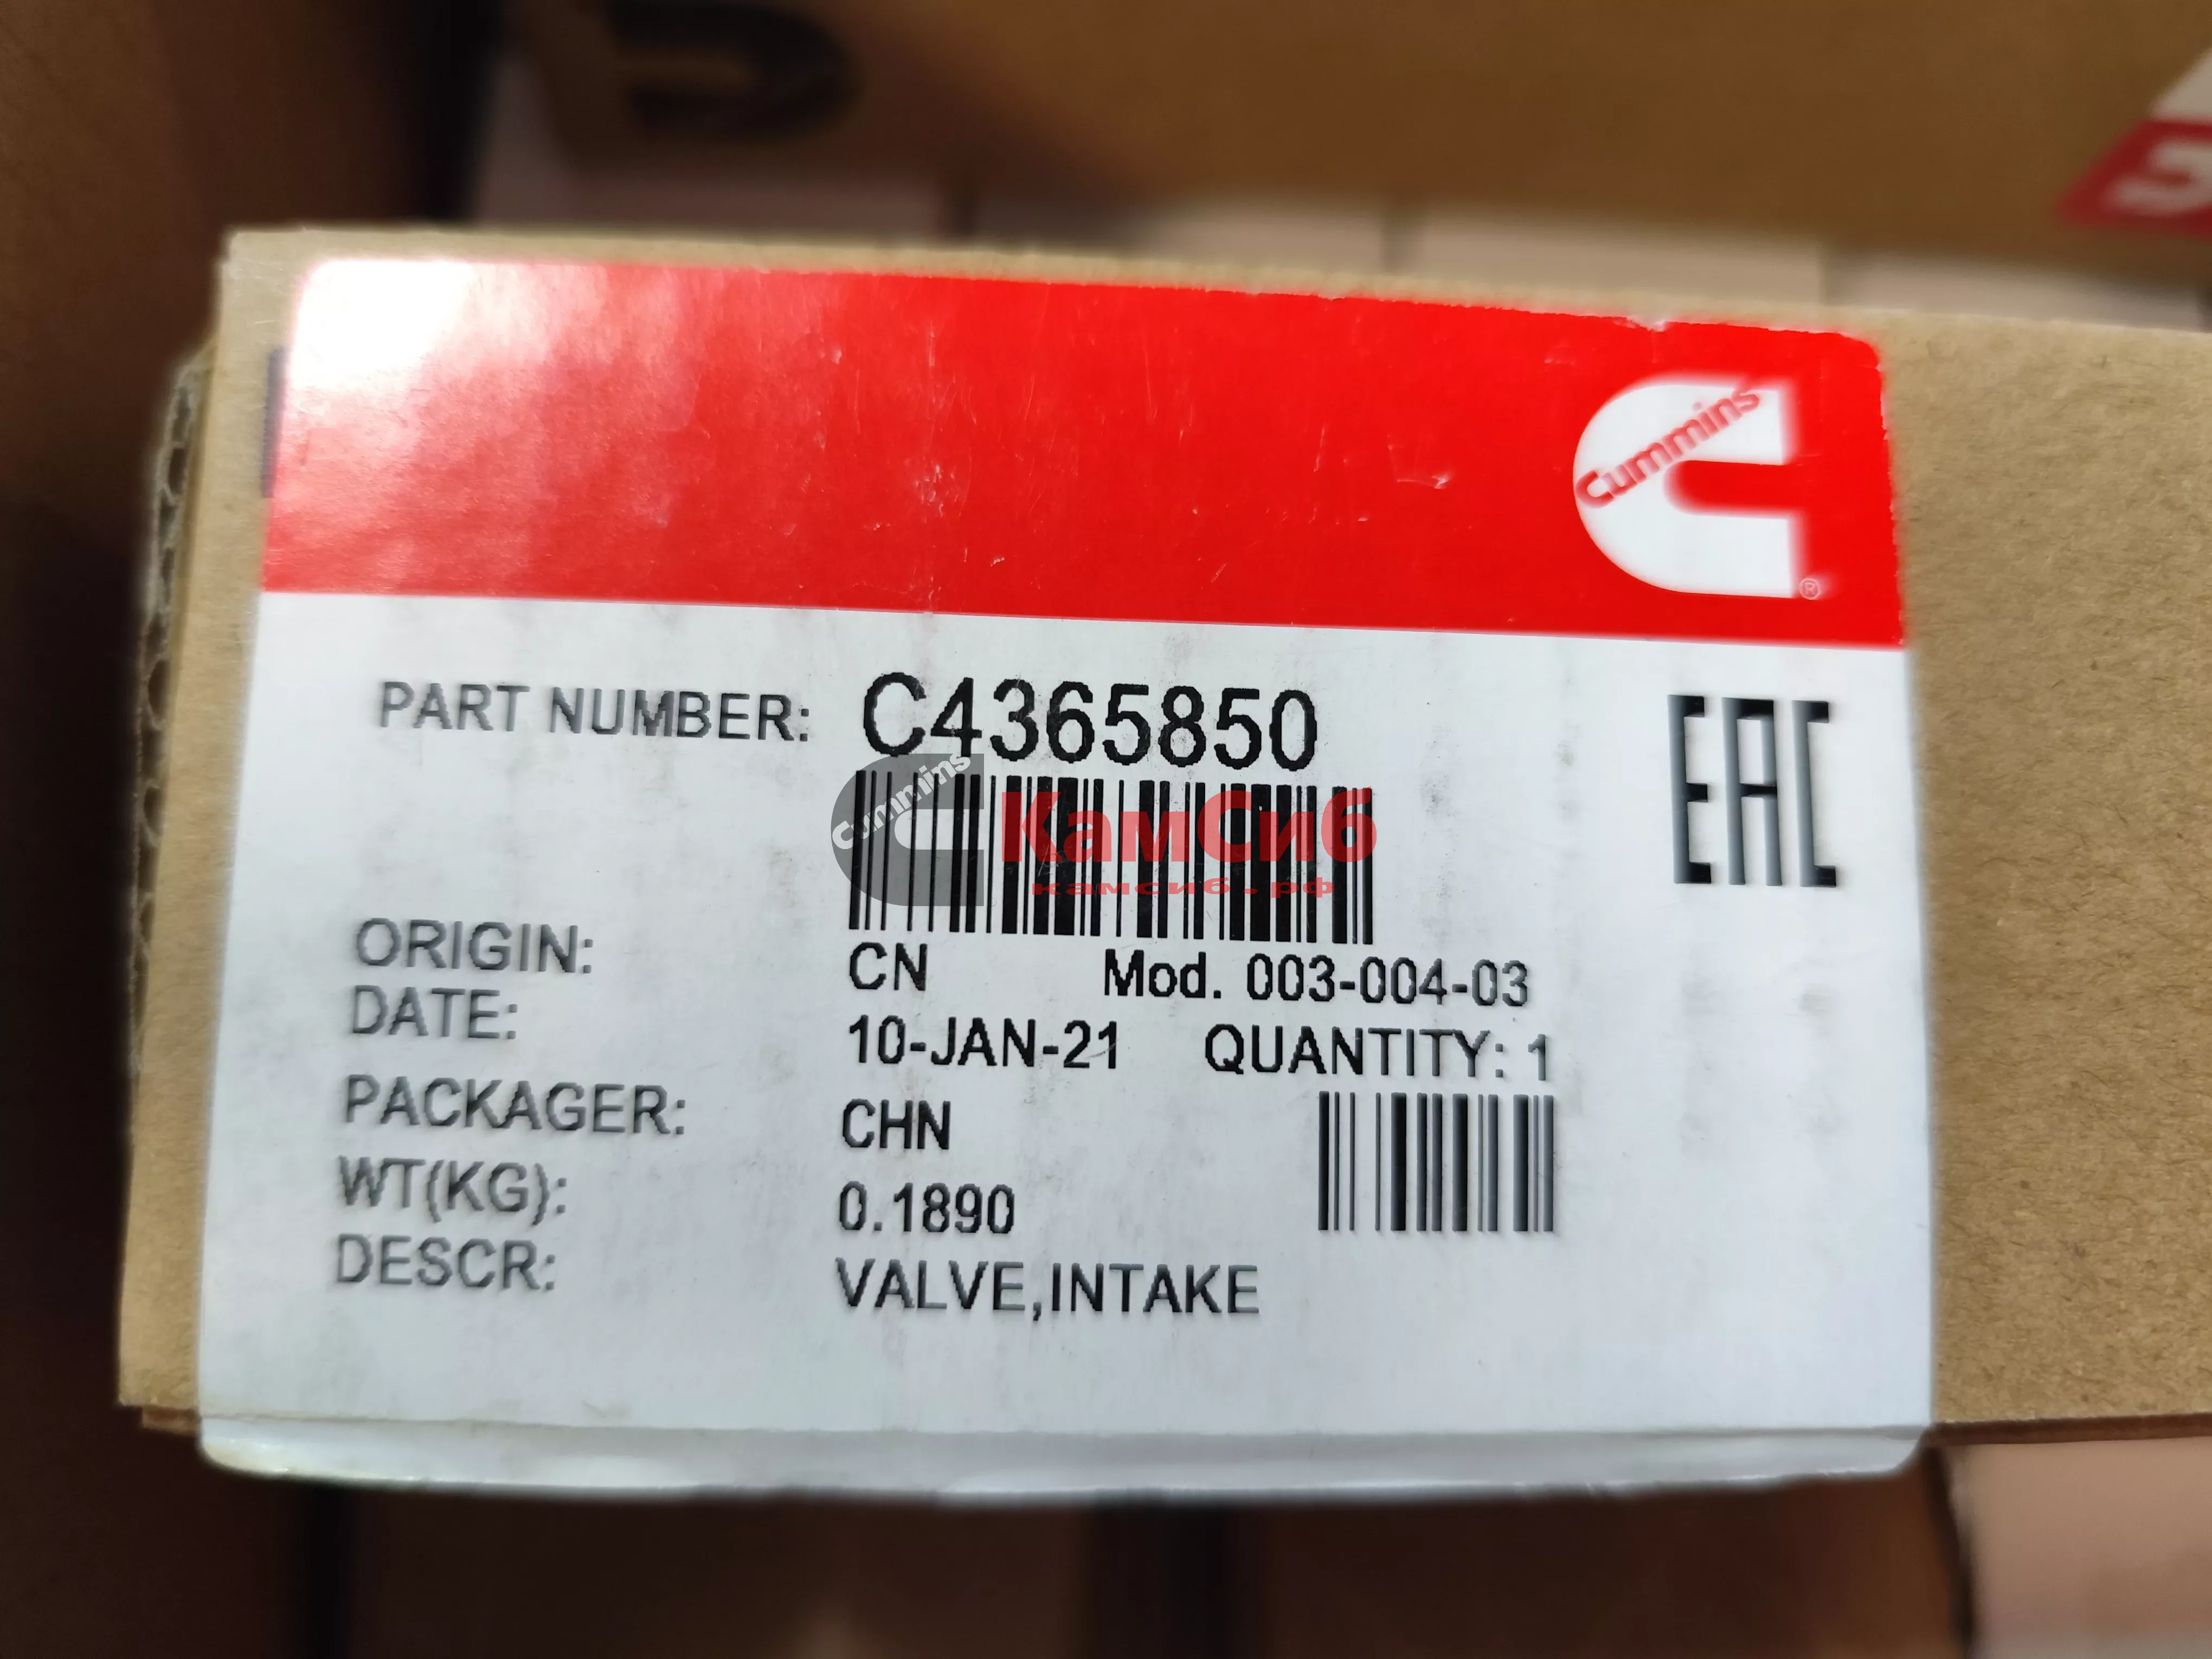 Cummins
®
PART NUMBER: C4365850
EAC
Cummins
КамСиб
камсиб.рф
ORIGIN: CN Mod. 003-004-03
DATE: 10-JAN-21 QUANTITY: 1
PACKAGER: CHN
WT(KG): 0.1890
DESCR: VALVE,INTAKE